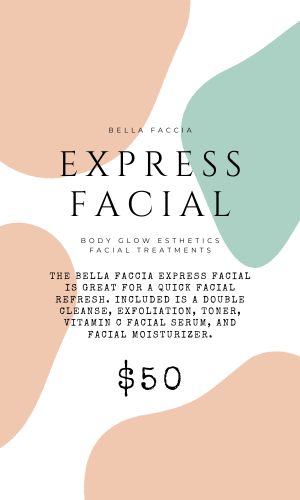 BELLA FACCIA
EXPRESS
FACIAL
BODY GLOW ESTHETICS
FACIAL TREATMENTS
THE BELLA FACCIA EXPRESS FACIAL
IS GREAT FOR A QUICK FACIAL
REFRESH. INCLUDED IS A DOUBLE
CLEANSE, EXFOLIATION, TONER,
VITAMIN C FACIAL SERUM, AND
FACIAL MOISTURIZER.
$50